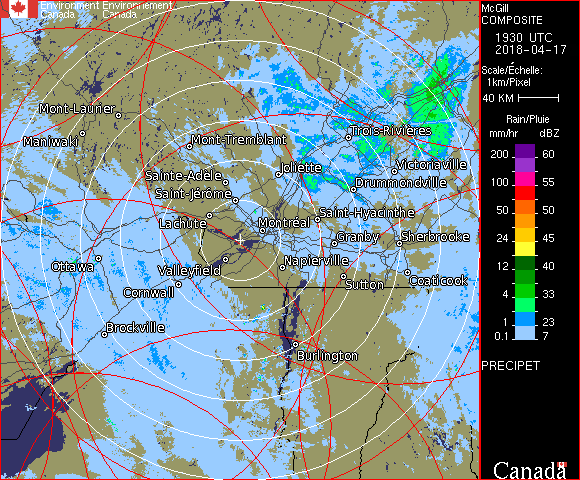 Environment Environnement
Canada Canada
McGill
COMPOSITE
1930 UTC
2018-04-17
Scale/Échelle:
1km/Pixel
40 KM
Rain/Pluie
mm/hr dBZ
200 60
100 55
50 50
24 45
12 40
4 33
1 23
0.1 7
PRECIPET
Canada
Mont-Laurier
Maniwaki
Mont-Tremblant
Trois-Rivières
Joliette
Victoriaville
Sainte-Adèle
Drummondville
Saint-Jérôme
Lachute
Saint-Hyacinthe
Montréal
Granby
Sherbrooke
Ottawa
Valleyfield
Napierville
Coaticook
Sutton
Cornwall
Brockville
Burlington